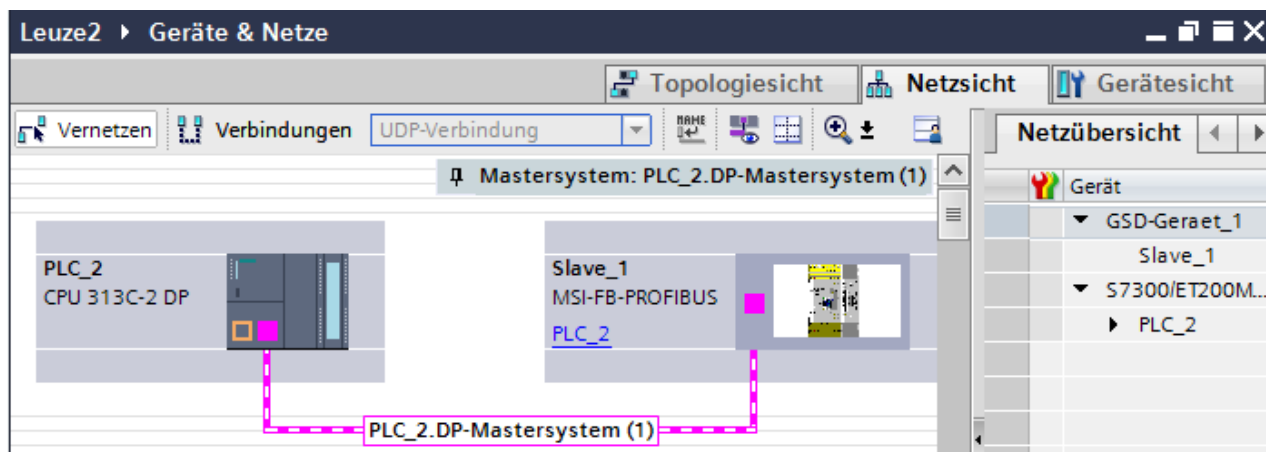 Leuze2 ▸ Geräte & Netze
Topologiesicht Netzsicht Gerätesicht
Vernetzen Verbindungen UDP-Verbindung NAME Netzübersicht
Mastersystem: PLC_2.DP-Mastersystem (1)
Gerät
GSD-Geraet_1
Slave_1
S7300/ET200M...
PLC_2
PLC_2
CPU 313C-2 DP
Slave_1
MSI-FB-PROFIBUS
PLC_2
PLC_2.DP-Mastersystem (1)